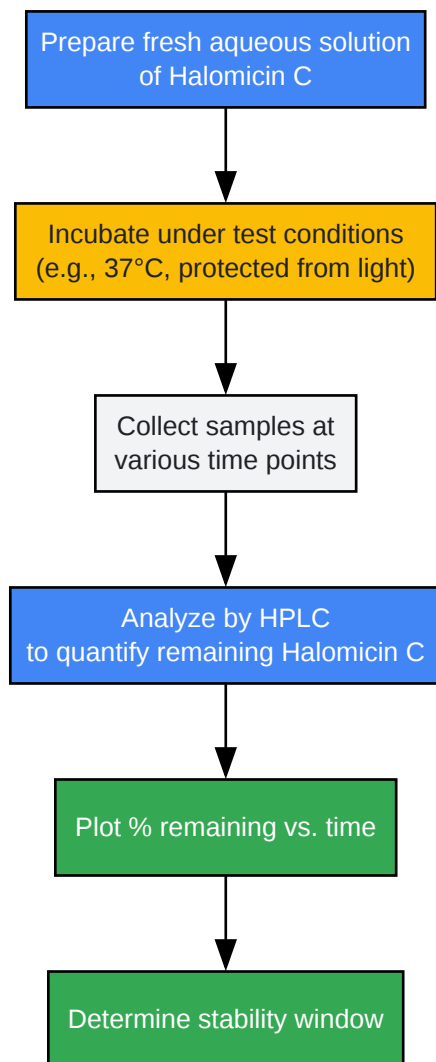 Prepare fresh aqueous solution
of Halomicin C
Incubate under test conditions
(e.g., 37°C, protected from light)
Collect samples at
various time points
Analyze by HPLC
to quantify remaining Halomicin C
Plot % remaining vs. time
Determine stability window